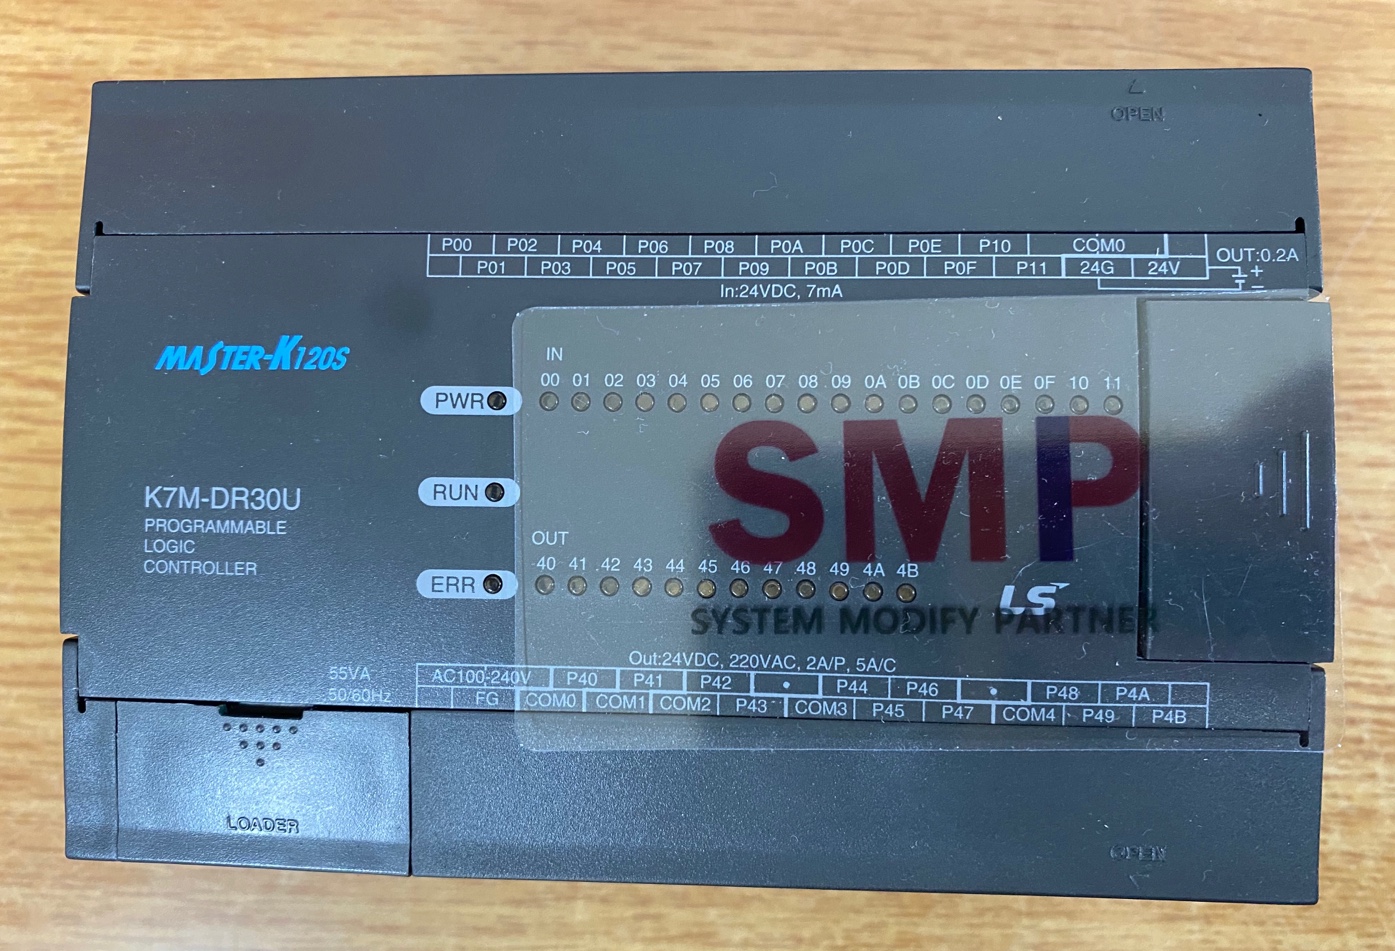 OPEN
P00 P02 P04 P06 P08 P0A P0C P0E P10 COM0
P01 P03 P05 P07 P09 P0B P0D P0F P11 24G 24V
OUT:0.2A
+
−
In:24VDC, 7mA
MASTER-K120S
IN
00 01 02 03 04 05 06 07 08 09 0A 0B 0C 0D 0E 0F 10 11
PWR
SMP
RUN
K7M-DR30U
PROGRAMMABLE
LOGIC
CONTROLLER
OUT
40 41 42 43 44 45 46 47 48 49 4A 4B
ERR
LS
SYSTEM MODIFY PARTNER
Out:24VDC, 220VAC, 2A/P, 5A/C
55VA
50/60Hz
AC100-240V P40 P41 P42 • P44 P46 • P48 P4A
FG COM0 COM1 COM2 P43 COM3 P45 P47 COM4 P49 P4B
LOADER
OPEN